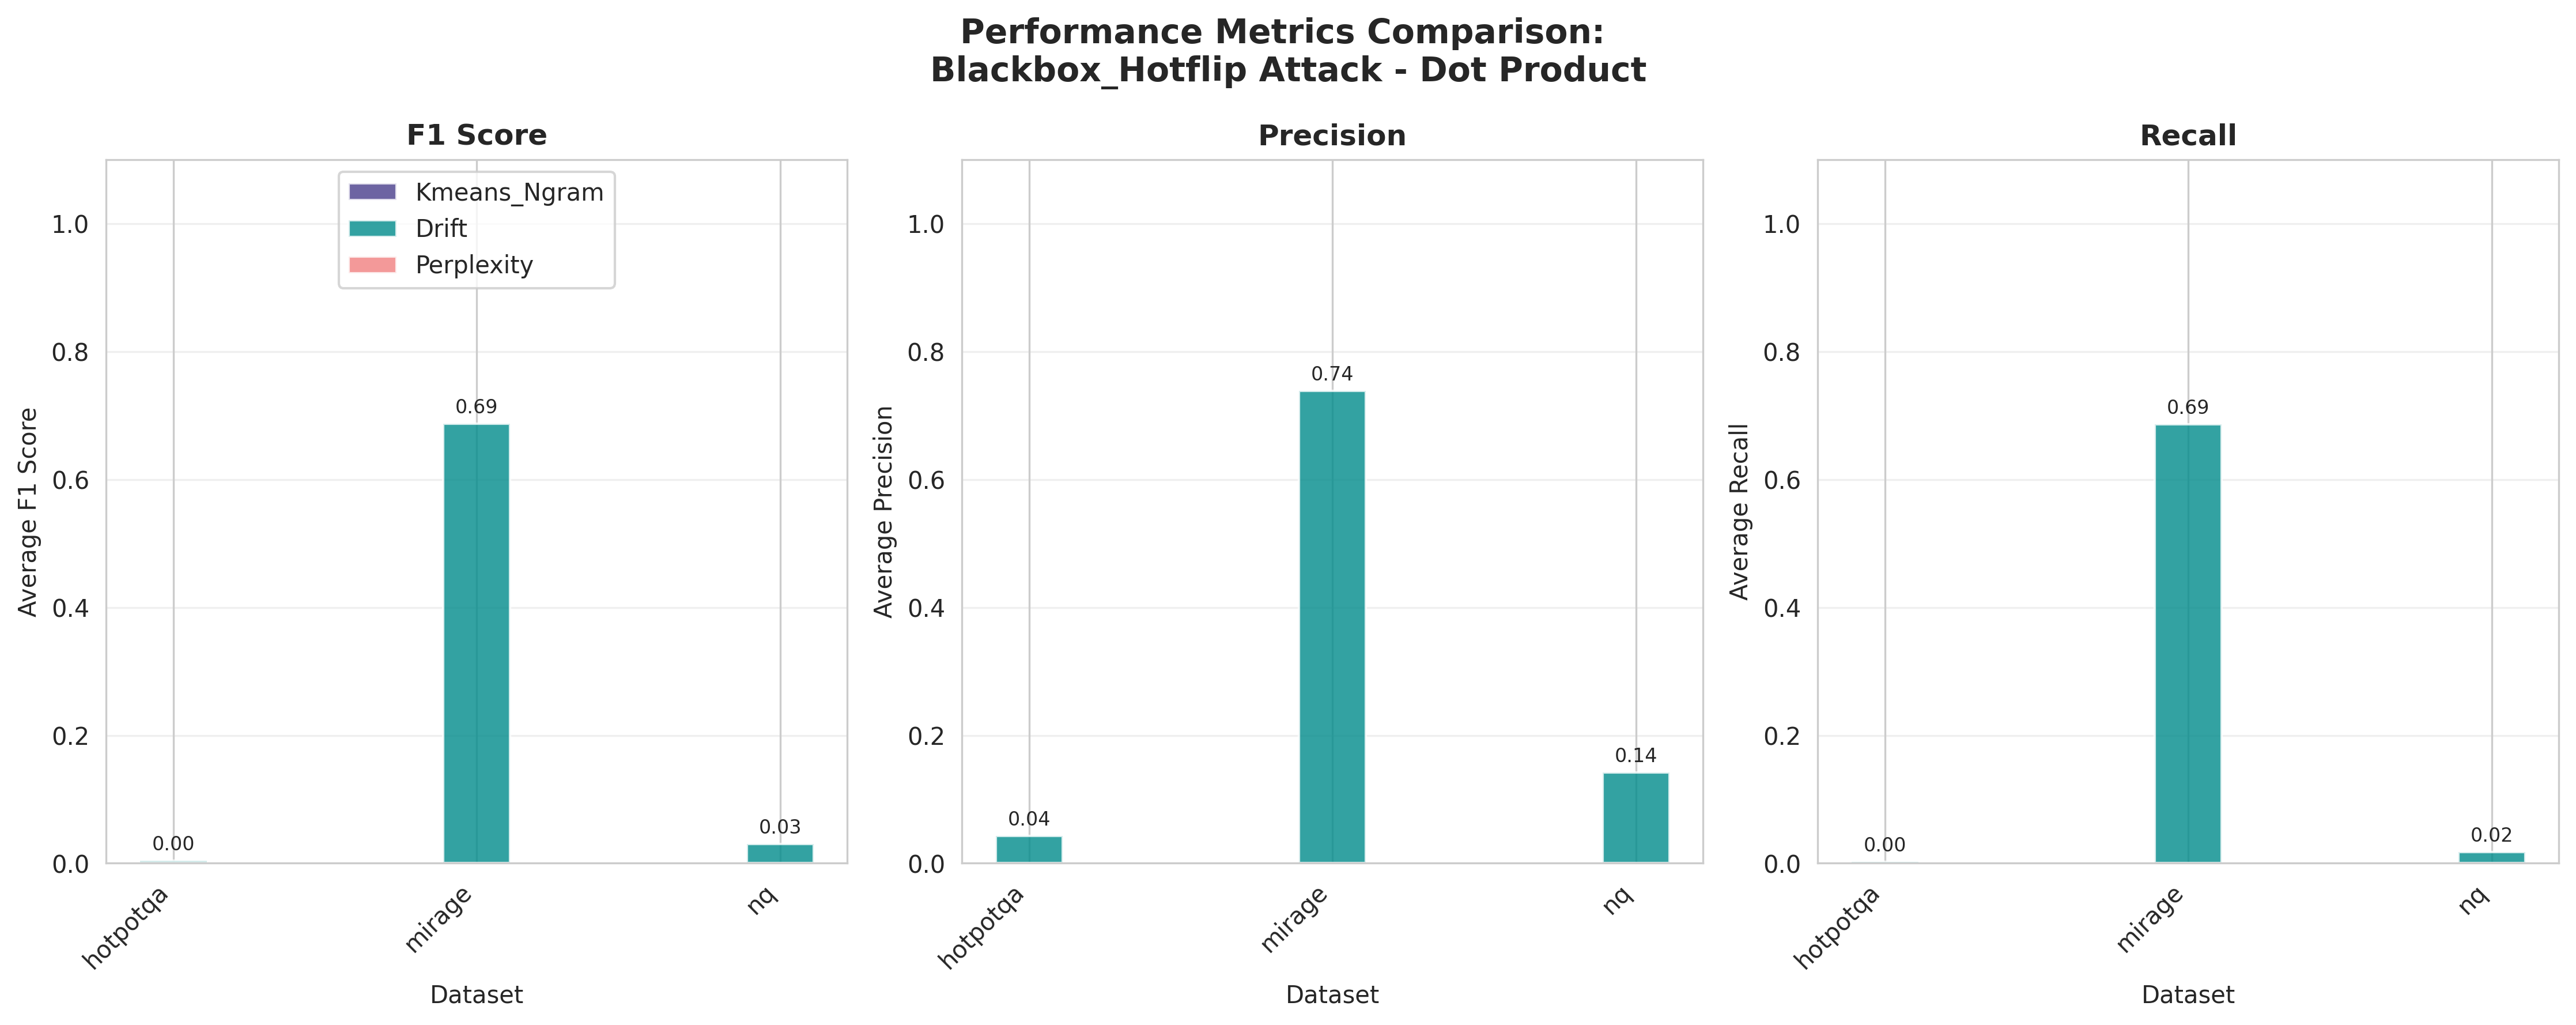 Performance Metrics Comparison:
Blackbox_Hotflip Attack - Dot Product
F1 Score
Kmeans_Ngram
Drift
Perplexity
Average F1 Score
1.0
0.8
0.6
0.4
0.2
0.0
0.00
0.69
0.03
hotpotqa
mirage
nq
Dataset
Precision
Average Precision
1.0
0.8
0.6
0.4
0.2
0.0
0.04
0.74
0.14
hotpotqa
mirage
nq
Dataset
Recall
Average Recall
1.0
0.8
0.6
0.4
0.2
0.0
0.00
0.69
0.02
hotpotqa
mirage
nq
Dataset